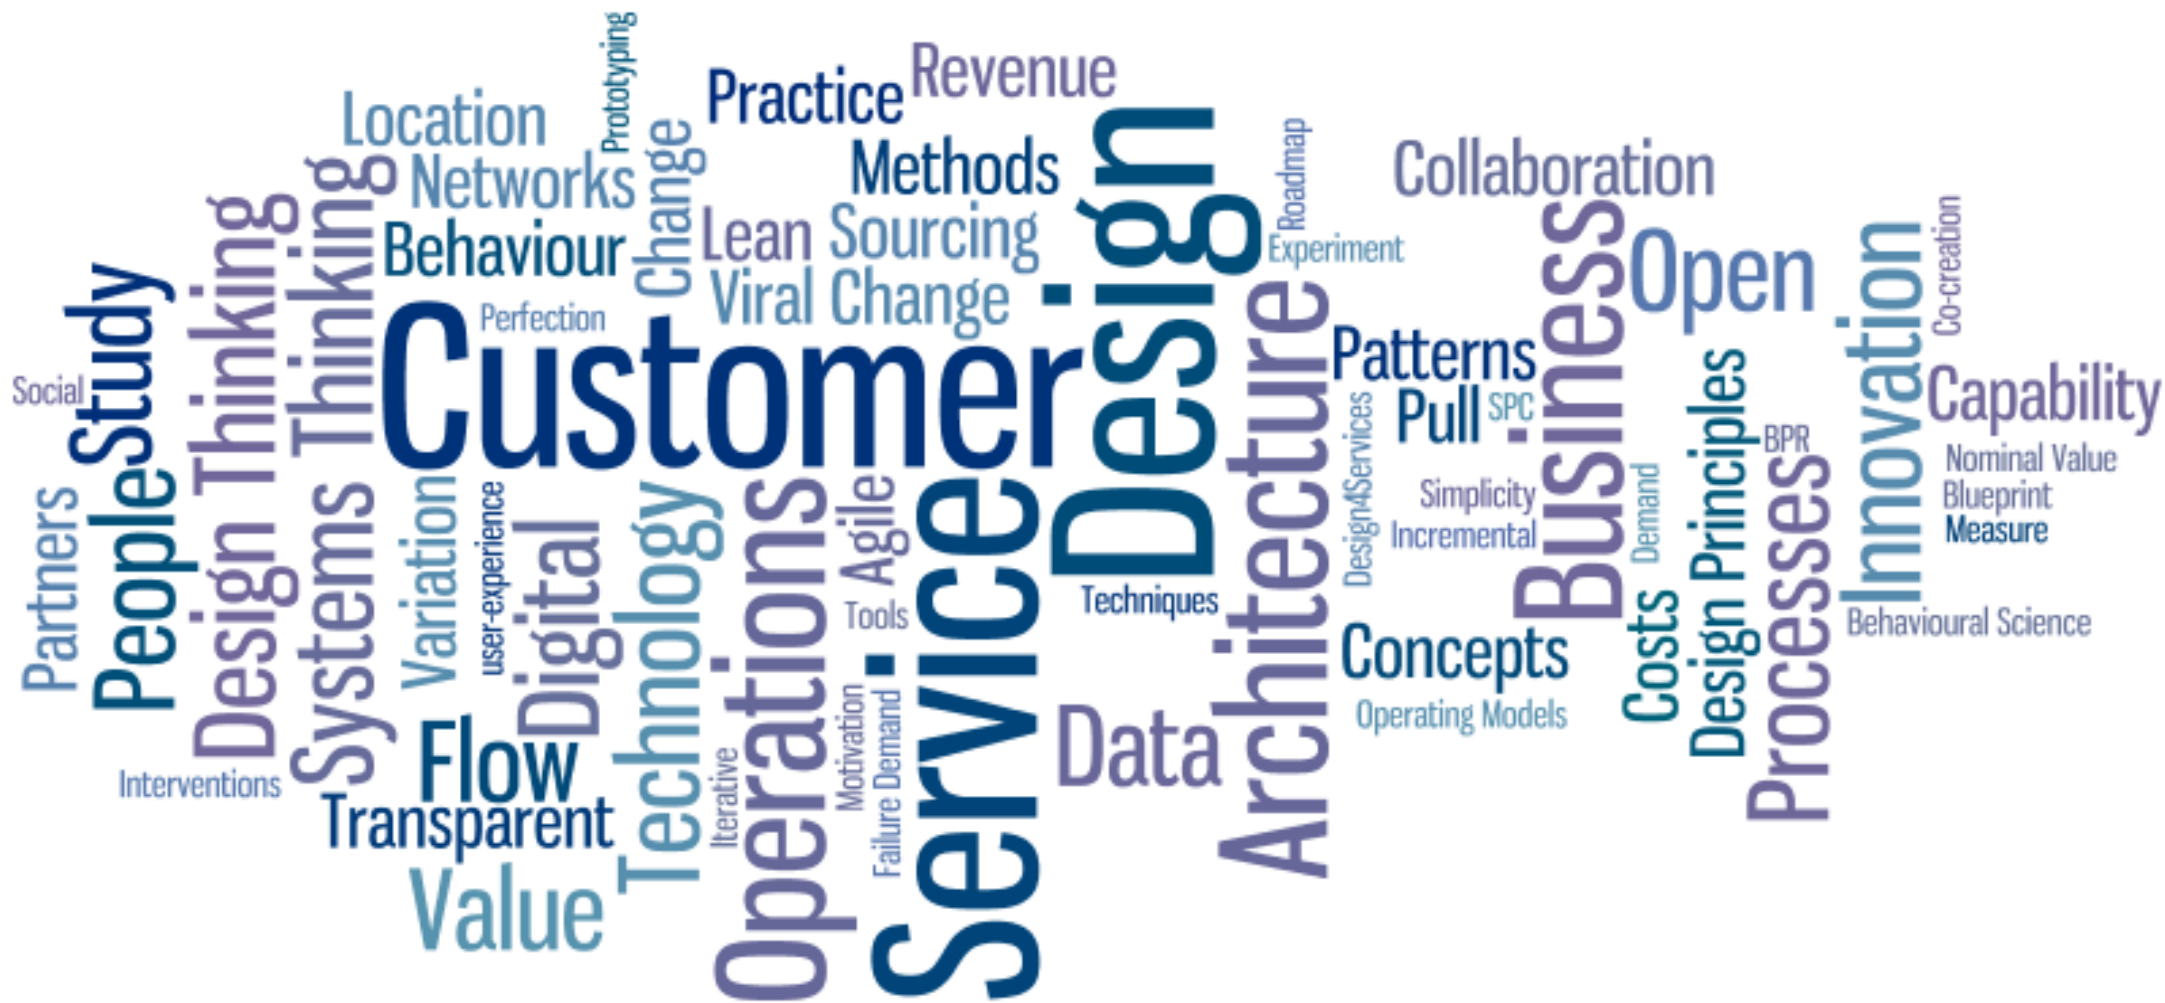 Prototyping
Revenue
Practice
Location
Networks
Change
Methods
Design
Roadmap
Collaboration
Behaviour
Lean
Sourcing
Experiment
Open
Co-creation
Viral Change
Perfection
Customer
Study
Social
Design Thinking
Systems Thinking
Partners
People
Interventions
Variation
user-experience
Digital
Technology
Operations
Agile
Tools
Service
Techniques
Architecture
Patterns
Pull
SPC
Business
Design4Services
Simplicity
Incremental
Demand
Design Principles
BPR
Processes
Innovation
Capability
Nominal Value
Blueprint
Measure
Behavioural Science
Costs
Concepts
Operating Models
Data
Motivation
Failure Demand
Iterative
Flow
Transparent
Value